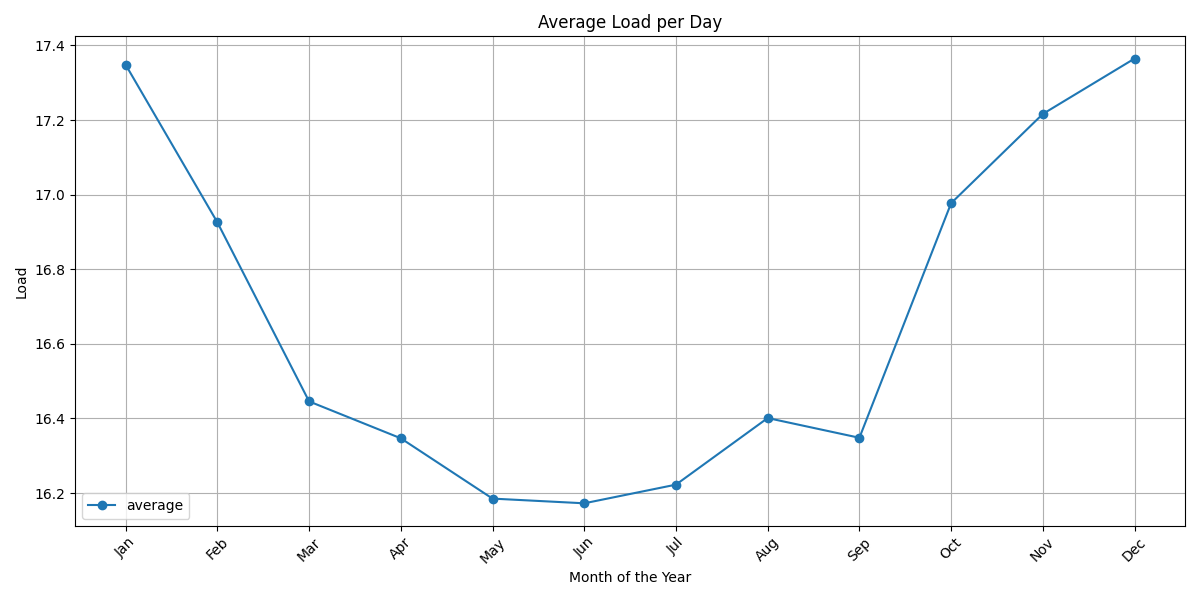 Average Load per Day
Load
17.4
17.2
17.0
16.8
16.6
16.4
16.2
average
Jan Feb Mar Apr May Jun Jul Aug Sep Oct Nov Dec
Month of the Year